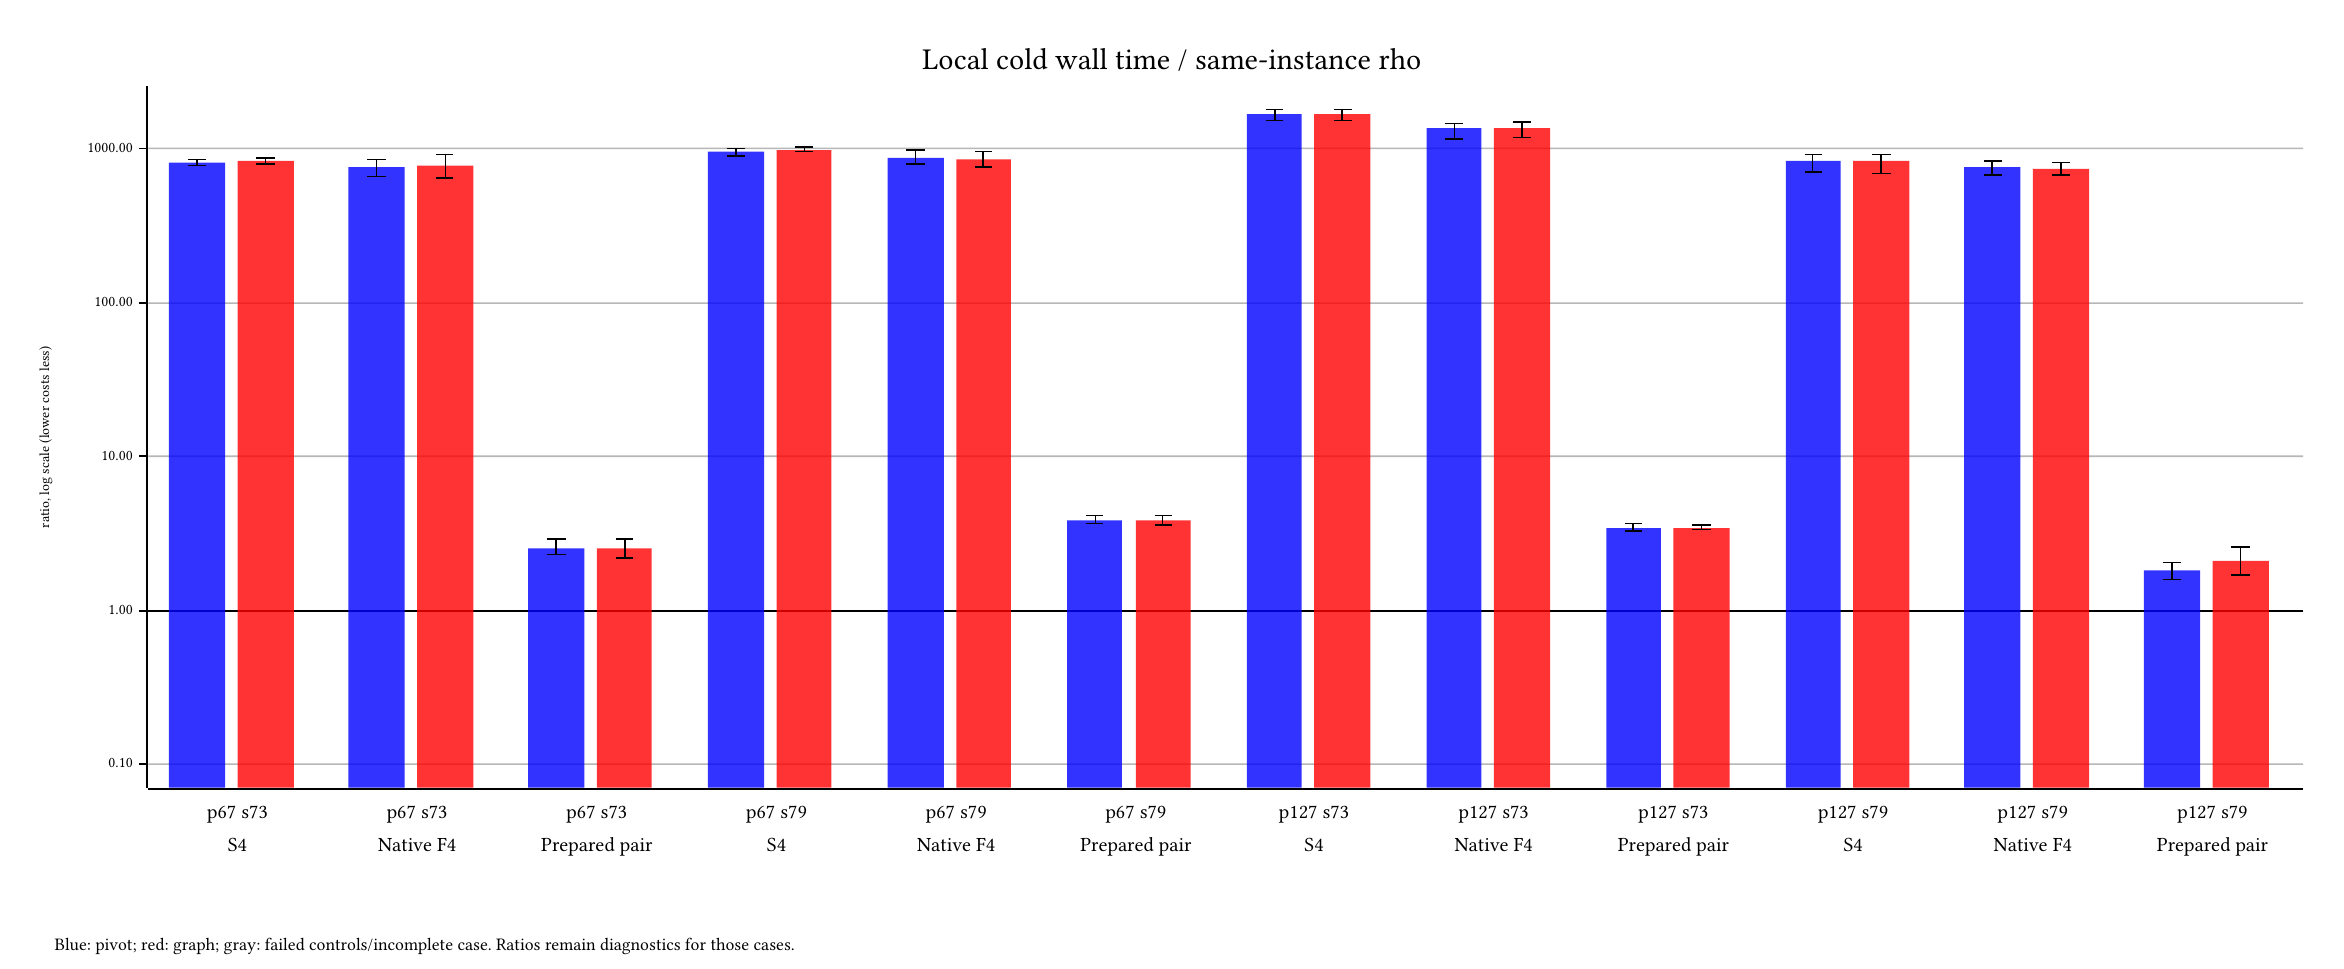 Local cold wall time / same-instance rho
ratio, log scale (lower costs less)
1000.00
100.00
10.00
1.00
0.10
p67 s73 p67 s73 p67 s73 p67 s79 p67 s79 p67 s79 p127 s73 p127 s73 p127 s73 p127 s79 p127 s79 p127 s79
S4 Native F4 Prepared pair S4 Native F4 Prepared pair S4 Native F4 Prepared pair S4 Native F4 Prepared pair
Blue: pivot; red: graph; gray: failed controls/incomplete case. Ratios remain diagnostics for those cases.